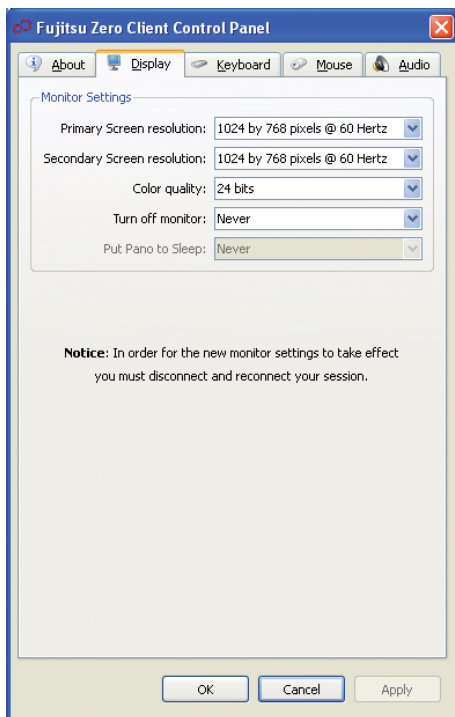 Fujitsu Zero Client Control Panel
About Display Keyboard Mouse Audio
Monitor Settings
Primary Screen resolution: 1024 by 768 pixels @ 60 Hertz
Secondary Screen resolution: 1024 by 768 pixels @ 60 Hertz
Color quality: 24 bits
Turn off monitor: Never
Put Pano to Sleep: Never
Notice: In order for the new monitor settings to take effect
you must disconnect and reconnect your session.
OK Cancel Apply